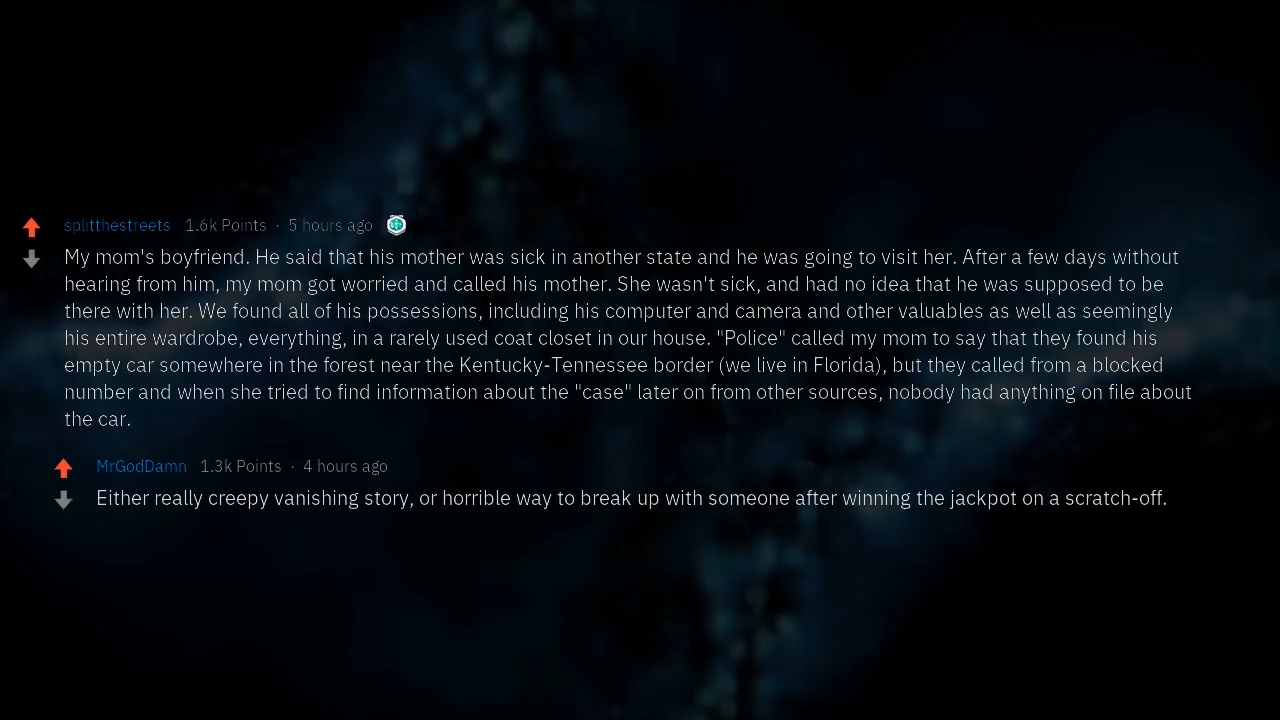 splitthestreets 1.6k Points · 5 hours ago
My mom's boyfriend. He said that his mother was sick in another state and he was going to visit her. After a few days without
hearing from him, my mom got worried and called his mother. She wasn't sick, and had no idea that he was supposed to be
there with her. We found all of his possessions, including his computer and camera and other valuables as well as seemingly
his entire wardrobe, everything, in a rarely used coat closet in our house. "Police" called my mom to say that they found his
empty car somewhere in the forest near the Kentucky-Tennessee border (we live in Florida), but they called from a blocked
number and when she tried to find information about the "case" later on from other sources, nobody had anything on file about
the car.
MrGodDamn 1.3k Points · 4 hours ago
Either really creepy vanishing story, or horrible way to break up with someone after winning the jackpot on a scratch-off.